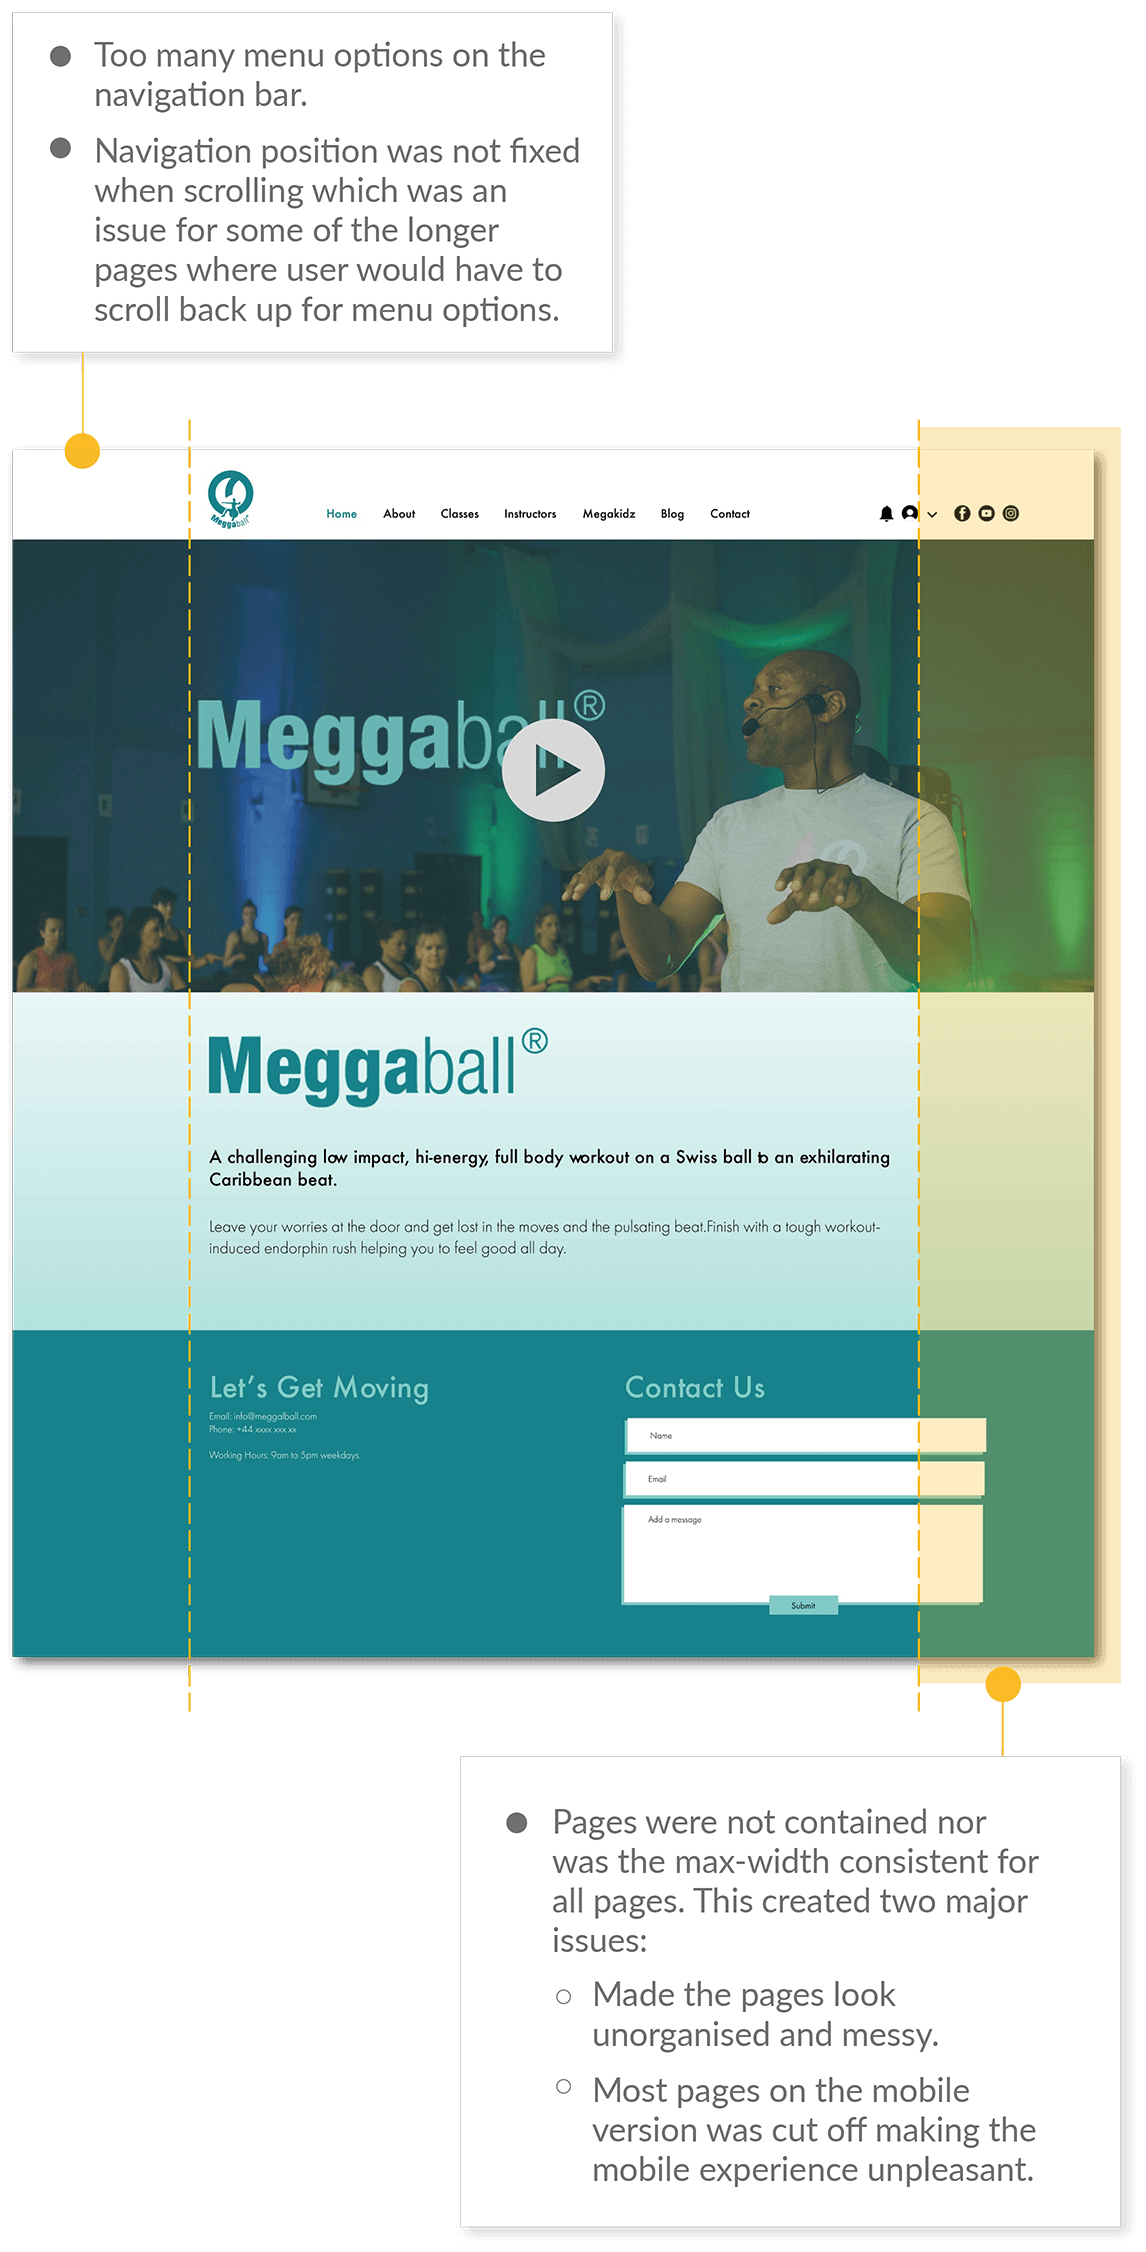 Too many menu options on the
navigation bar.
Navigation position was not fixed
when scrolling which was an
issue for some of the longer
pages where user would have to
scroll back up for menu options.
Meggaball
Home About Classes Instructors Megakidz Blog Contact
Meggaball®
Meggaball®
A challenging low impact, hi-energy, full body workout on a Swiss ball to an exhilarating
Caribbean beat.
Leave your worries at the door and get lost in the moves and the pulsating beat.Finish with a tough workout-
induced endorphin rush helping you to feel good all day.
Let's Get Moving
Email: info@meggalball.com
Phone: +44 xxxx xxx xx
Working Hours: 9am to 5pm weekdays.
Contact Us
Name
Email
Add a message
Submit
Pages were not contained nor
was the max-width consistent for
all pages. This created two major
issues:
Made the pages look
unorganised and messy.
Most pages on the mobile
version was cut off making the
mobile experience unpleasant.